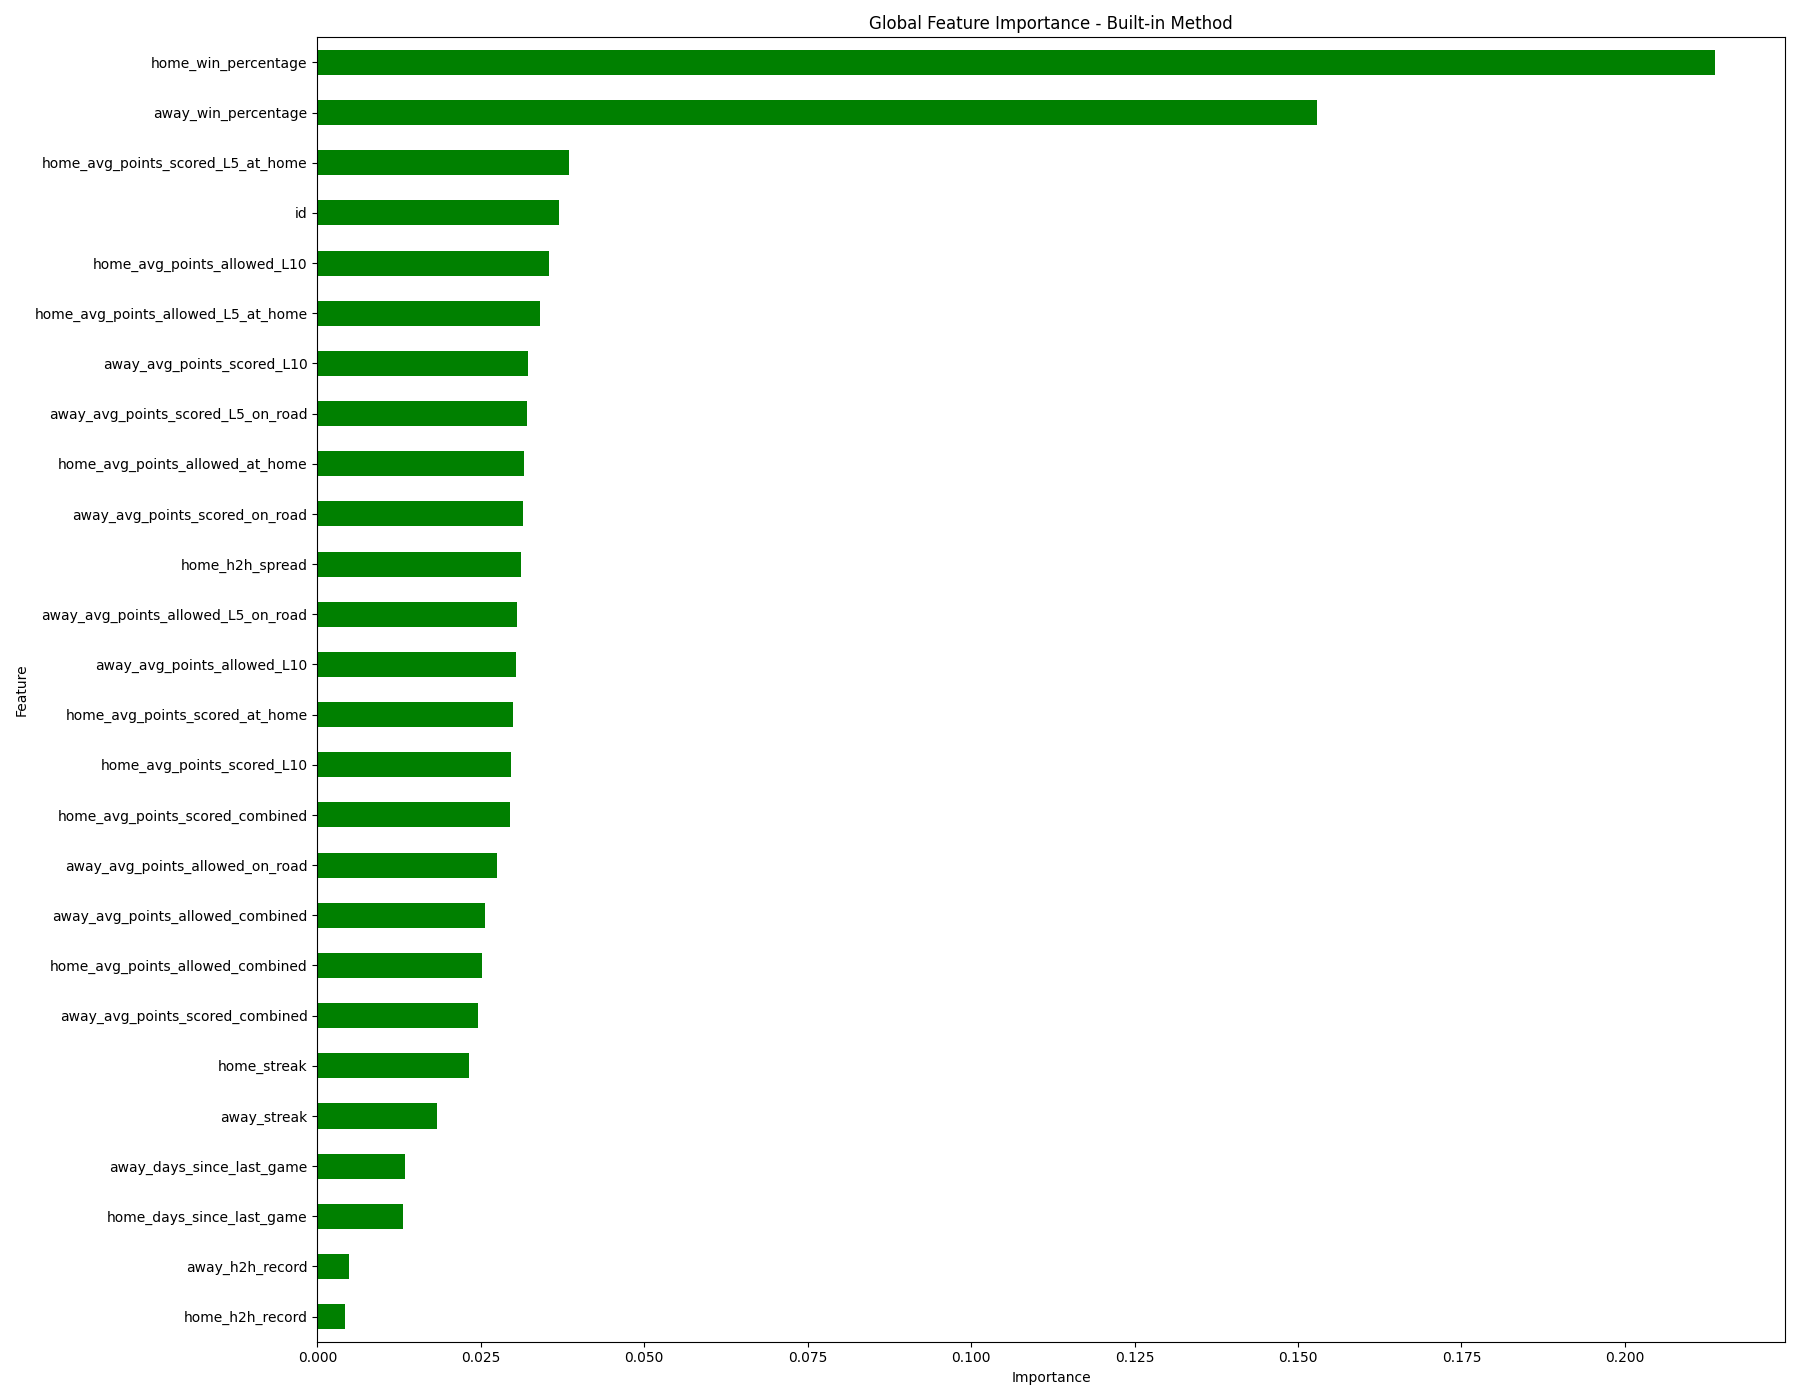 Global Feature Importance - Built-in Method
home_win_percentage
away_win_percentage
home_avg_points_scored_L5_at_home
id
home_avg_points_allowed_L10
home_avg_points_allowed_L5_at_home
away_avg_points_scored_L10
away_avg_points_scored_L5_on_road
home_avg_points_allowed_at_home
away_avg_points_scored_on_road
home_h2h_spread
away_avg_points_allowed_L5_on_road
away_avg_points_allowed_L10
home_avg_points_scored_at_home
home_avg_points_scored_L10
home_avg_points_scored_combined
away_avg_points_allowed_on_road
away_avg_points_allowed_combined
home_avg_points_allowed_combined
away_avg_points_scored_combined
home_streak
away_streak
away_days_since_last_game
home_days_since_last_game
away_h2h_record
home_h2h_record
Feature
0.000 0.025 0.050 0.075 0.100 0.125 0.150 0.175 0.200
Importance